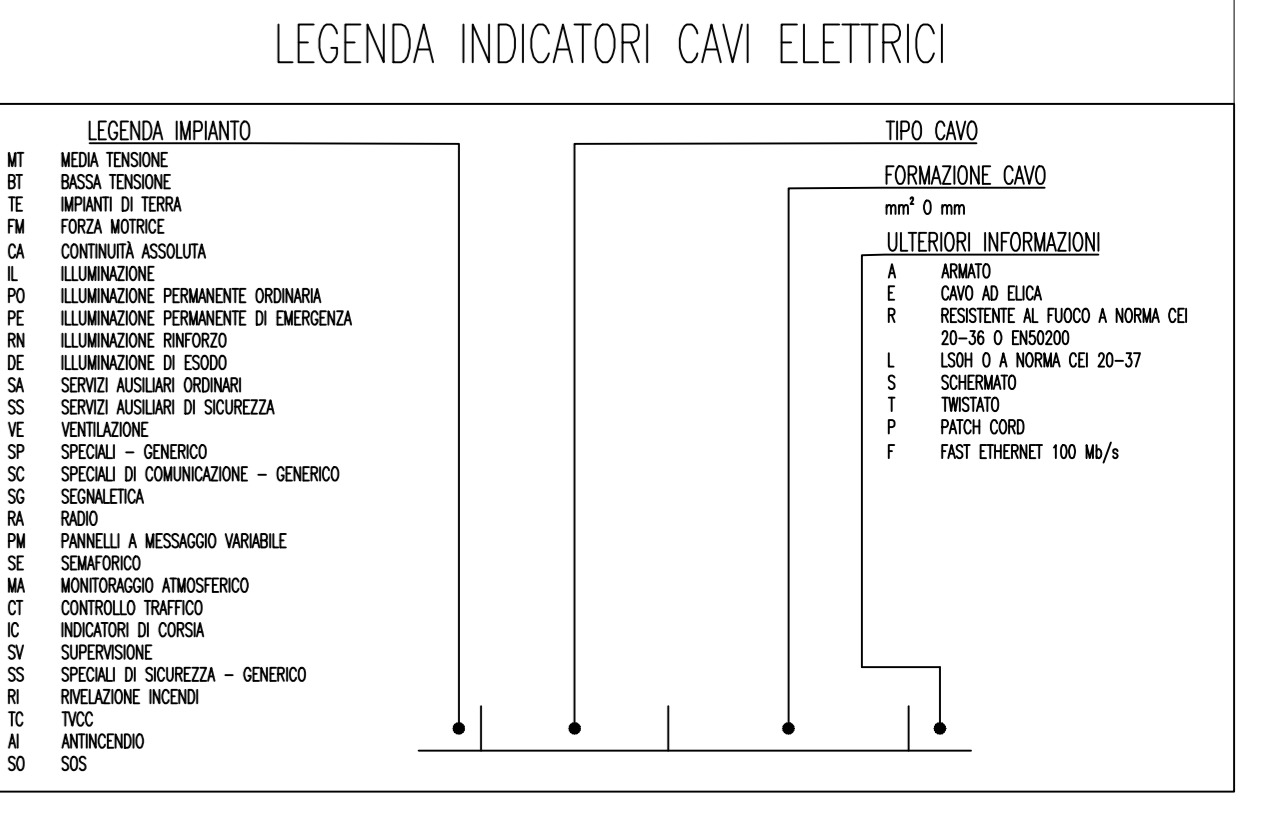 LEGENDA INDICATORI CAVI ELETTRICI
LEGENDA IMPIANTO
MT MEDIA TENSIONE
BT BASSA TENSIONE
TE IMPIANTI DI TERRA
FM FORZA MOTRICE
CA CONTINUITÀ ASSOLUTA
IL ILLUMINAZIONE
PO ILLUMINAZIONE PERMANENTE ORDINARIA
PE ILLUMINAZIONE PERMANENTE DI EMERGENZA
RN ILLUMINAZIONE RINFORZO
DE ILLUMINAZIONE DI ESODO
SA SERVIZI AUSILIARI ORDINARI
SS SERVIZI AUSILIARI DI SICUREZZA
VE VENTILAZIONE
SP SPECIALI – GENERICO
SC SPECIALI DI COMUNICAZIONE – GENERICO
SG SEGNALETICA
RA RADIO
PM PANNELLI A MESSAGGIO VARIABILE
SE SEMAFORICO
MA MONITORAGGIO ATMOSFERICO
CT CONTROLLO TRAFFICO
IC INDICATORI DI CORSIA
SV SUPERVISIONE
SS SPECIALI DI SICUREZZA – GENERICO
RI RIVELAZIONE INCENDI
TC TVCC
AI ANTINCENDIO
SO SOS
TIPO CAVO
FORMAZIONE CAVO
mm² O mm
ULTERIORI INFORMAZIONI
A ARMATO
E CAVO AD ELICA
R RESISTENTE AL FUOCO A NORMA CEI
20–36 O EN50200
L LSOH O A NORMA CEI 20–37
S SCHERMATO
T TWISTATO
P PATCH CORD
F FAST ETHERNET 100 Mb/s